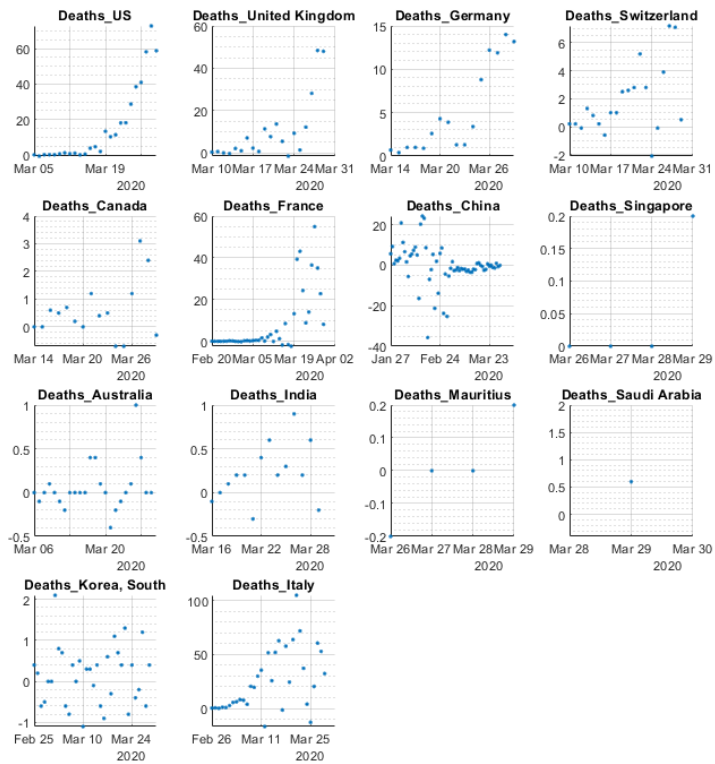 Deaths_US
60
40
20
0
Mar 05
Mar 19
2020
Deaths_United Kingdom
60
40
20
0
Mar 10
Mar 17
Mar 24
Mar 31
2020
Deaths_Germany
15
10
5
0
Mar 14
Mar 20
Mar 26
2020
Deaths_Switzerland
6
4
2
0
-2
Mar 10
Mar 17
Mar 24
Mar 31
2020
Deaths_Canada
4
3
2
1
0
Mar 14
Mar 20
Mar 26
2020
Deaths_France
60
40
20
0
Feb 20
Mar 05
Mar 19
Apr 02
2020
Deaths_China
20
0
-20
-40
Jan 27
Feb 24
Mar 23
2020
Deaths_Singapore
0.2
0.15
0.1
0.05
0
Mar 26
Mar 27
Mar 28
Mar 29
2020
Deaths_Australia
1
0.5
0
-0.5
Mar 06
Mar 20
2020
Deaths_India
1
0.5
0
-0.5
Mar 16
Mar 22
Mar 28
2020
Deaths_Mauritius
0.2
0.1
0
-0.1
-0.2
Mar 26
Mar 27
Mar 28
Mar 29
2020
Deaths_Saudi Arabia
2
1.5
1
0.5
0
Mar 28
Mar 29
Mar 30
2020
Deaths_Korea, South
2
1
0
-1
Feb 25
Mar 10
Mar 24
2020
Deaths_Italy
100
50
0
Feb 26
Mar 11
Mar 25
2020